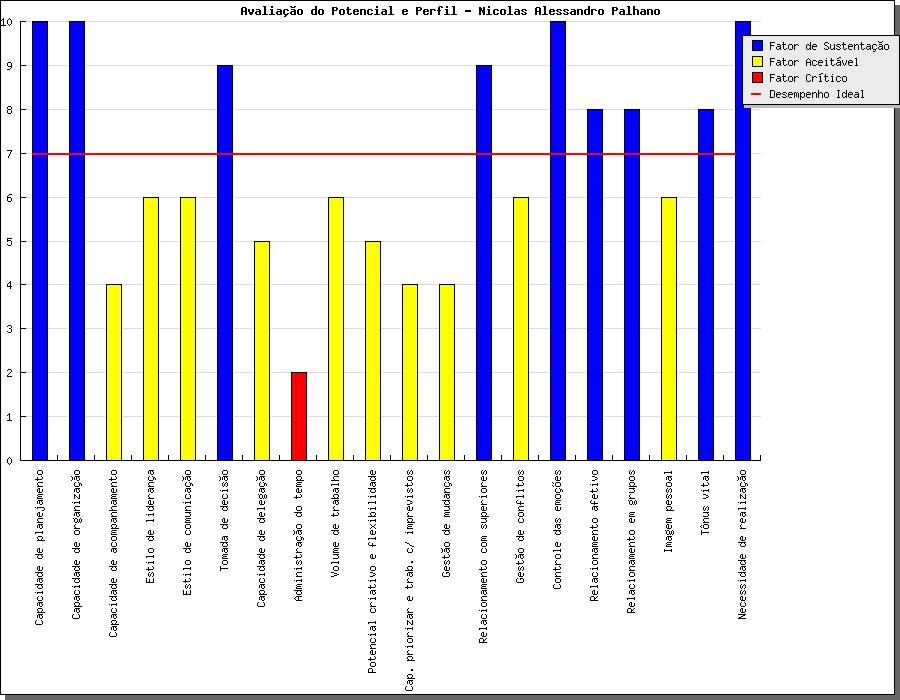 Avaliação do Potencial e Perfil - Nicolas Alessandro Palhano
Fator de Sustentação
Fator Aceitável
Fator Crítico
Desempenho Ideal
10
9
8
7
6
5
4
3
2
1
0
Capacidade de planejamento
Capacidade de organização
Capacidade de acompanhamento
Estilo de liderança
Estilo de comunicação
Tomada de decisão
Capacidade de delegação
Administração do tempo
Volume de trabalho
Potencial criativo e flexibilidade
Cap. priorizar e trab. c/ imprevistos
Gestão de mudanças
Relacionamento com superiores
Gestão de conflitos
Controle das emoções
Relacionamento afetivo
Relacionamento em grupos
Imagem pessoal
Tônus vital
Necessidade de realização